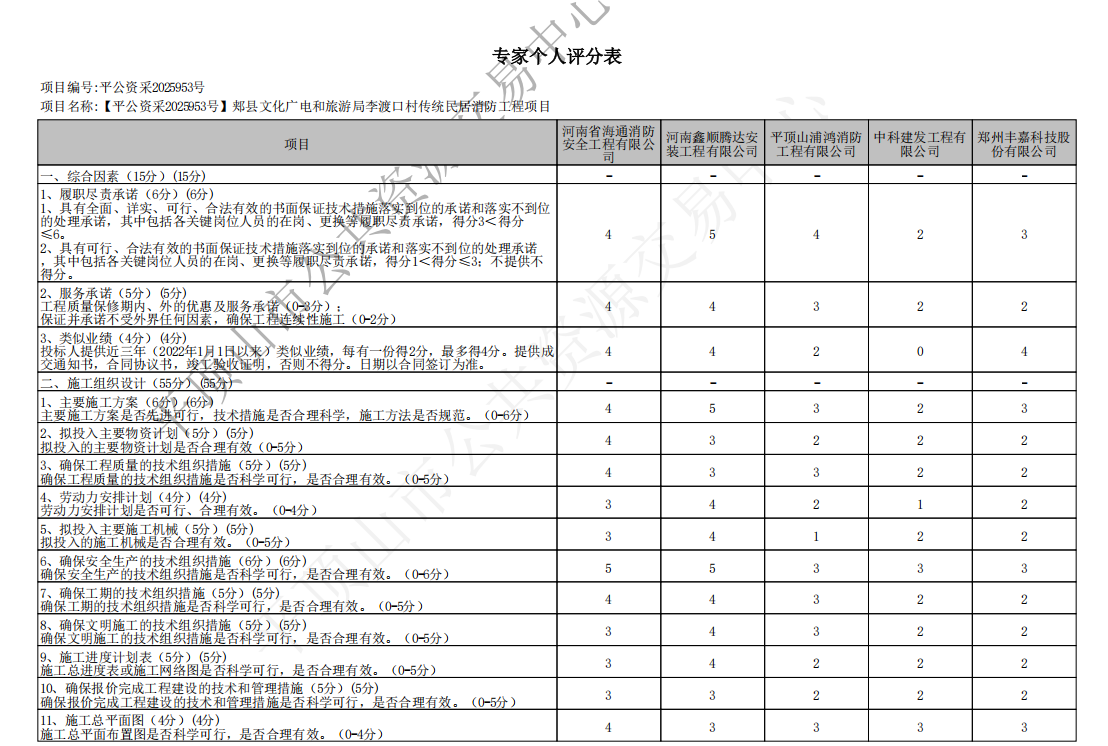 专家个人评分表
项目编号:平公资采2025953号
项目名称:【平公资采2025953号】郏县文化广电和旅游局李渡口村传统民居消防工程项目
项目 河南省海通消防安全工程有限公司 河南鑫顺腾达安装工程有限公司 平顶山浦鸿消防工程有限公司 中科建发工程有限公司 郑州丰嘉科技股份有限公司
一、综合因素（15分）(15分) - - - - -
1、履职尽责承诺（6分）(6分)
1、具有全面、详实、可行、合法有效的书面保证技术措施落实到位的承诺和落实不到位
的处理承诺，其中包括各关键岗位人员的在岗、更换等履职尽责承诺，得分3＜得分
≤6。
2、具有可行、合法有效的书面保证技术措施落实到位的承诺和落实不到位的处理承诺
，其中包括各关键岗位人员的在岗、更换等履职尽责承诺，得分1＜得分≤3；不提供不
得分。
4 5 4 2 3
2、服务承诺（5分）(5分)
工程质量保修期内、外的优惠及服务承诺（0-3分）；
保证并承诺不受外界任何因素，确保工程连续性施工（0-2分）
4 4 3 2 2
3、类似业绩（4分）(4分)
投标人提供近三年（2022年1月1日以来）类似业绩，每有一份得2分，最多得4分。提供成
交通知书，合同协议书，竣工验收证明，否则不得分。日期以合同签订为准。
4 4 2 0 4
二、施工组织设计（55分）(55分) - - - - -
1、主要施工方案（6分）(6分)
主要施工方案是否先进可行，技术措施是否合理科学，施工方法是否规范。（0-6分）
4 5 3 2 3
2、拟投入主要物资计划（5分）(5分)
拟投入的主要物资计划是否合理有效（0-5分）
4 3 2 2 2
3、确保工程质量的技术组织措施（5分）(5分)
确保工程质量的技术组织措施是否科学可行，是否合理有效。（0-5分）
4 3 3 2 2
4、劳动力安排计划（4分）(4分)
劳动力安排计划是否可行、合理有效。（0-4分）
3 4 2 1 2
5、拟投入主要施工机械（5分）(5分)
拟投入的施工机械是否合理有效。（0-5分）
3 4 1 2 2
6、确保安全生产的技术组织措施（6分）(6分)
确保安全生产的技术组织措施是否科学可行，是否合理有效。（0-6分）
5 5 3 3 3
7、确保工期的技术组织措施（5分）(5分)
确保工期的技术组织措施是否科学可行，是否合理有效。（0-5分）
4 4 3 2 2
8、确保文明施工的技术组织措施（5分）(5分)
确保文明施工的技术组织措施是否科学可行，是否合理有效。（0-5分）
3 4 3 2 2
9、施工进度计划表（5分）(5分)
施工总进度表或施工网络图是否科学可行，是否合理有效。（0-5分）
3 4 2 2 2
10、确保报价完成工程建设的技术和管理措施（5分）(5分)
确保报价完成工程建设的技术和管理措施是否科学可行，是否合理有效。（0-5分）
3 3 2 2 2
11、施工总平面图（4分）(4分)
施工总平面布置图是否科学可行，是否合理有效。（0-4分）
4 3 3 3 3
平顶山市公共资源交易中心
平顶山市公共资源交易中心